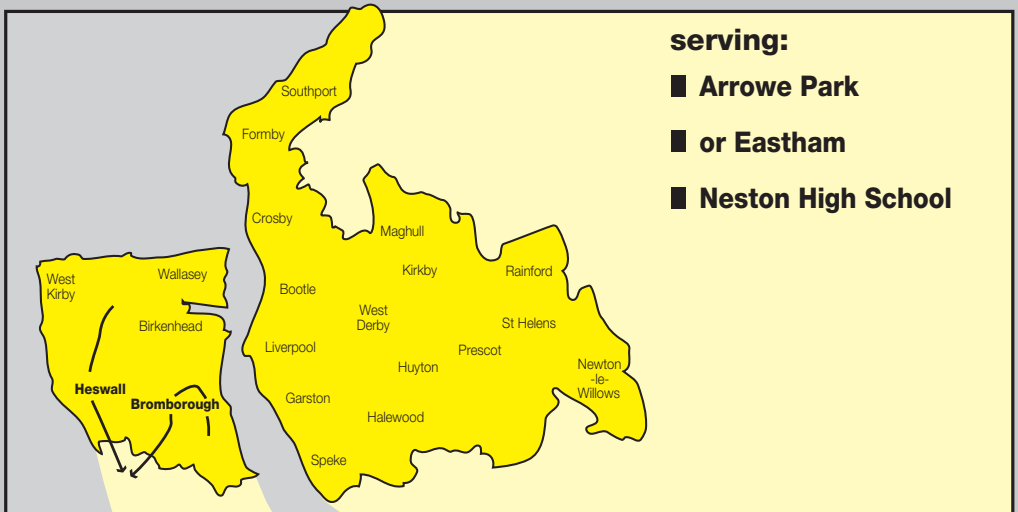 serving:
Arrowe Park
or Eastham
Neston High School
Southport
Formby
Crosby
Maghull
Kirkby
Rainford
West
Kirby
Wallasey
Bootle
West
Derby
Birkenhead
St Helens
Liverpool
Prescot
Huyton
Newton
-le-
Willows
Heswall
Bromborough
Garston
Halewood
Speke